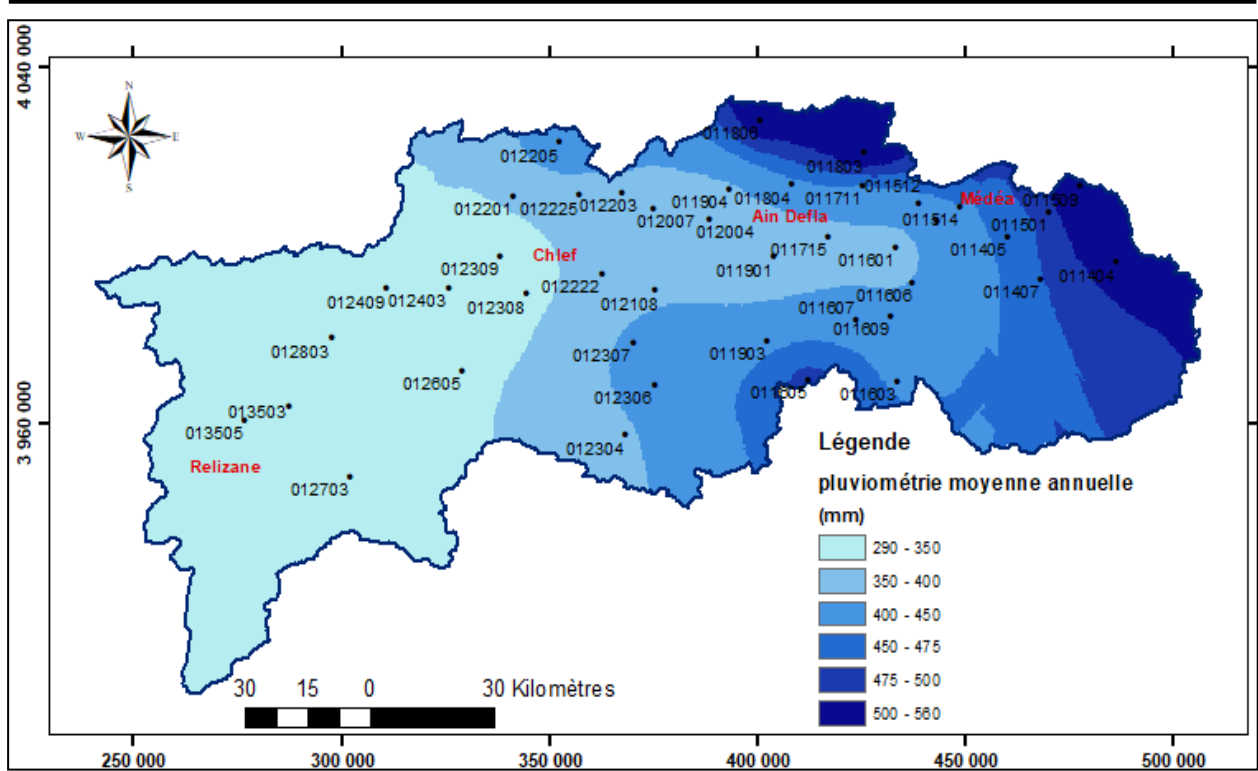 4 040 000
3 960 000
N
W
E
S
011806
012205
011803
011804
011711
011512
Médéa
011509
012201
012225
012203
011904
Ain Defla
011514
011501
012007
012004
011715
011405
Chlef
012309
011901
011601
011404
012222
012409
012403
012308
012108
011606
011407
011607
011609
012803
012307
011903
012605
012306
011605
011603
013503
013505
012304
Relizane
012703
Légende
pluviométrie moyenne annuelle
(mm)
290 - 350
350 - 400
400 - 450
450 - 475
475 - 500
500 - 560
30 15 0 30 Kilomètres
250 000 300 000 350 000 400 000 450 000 500 000